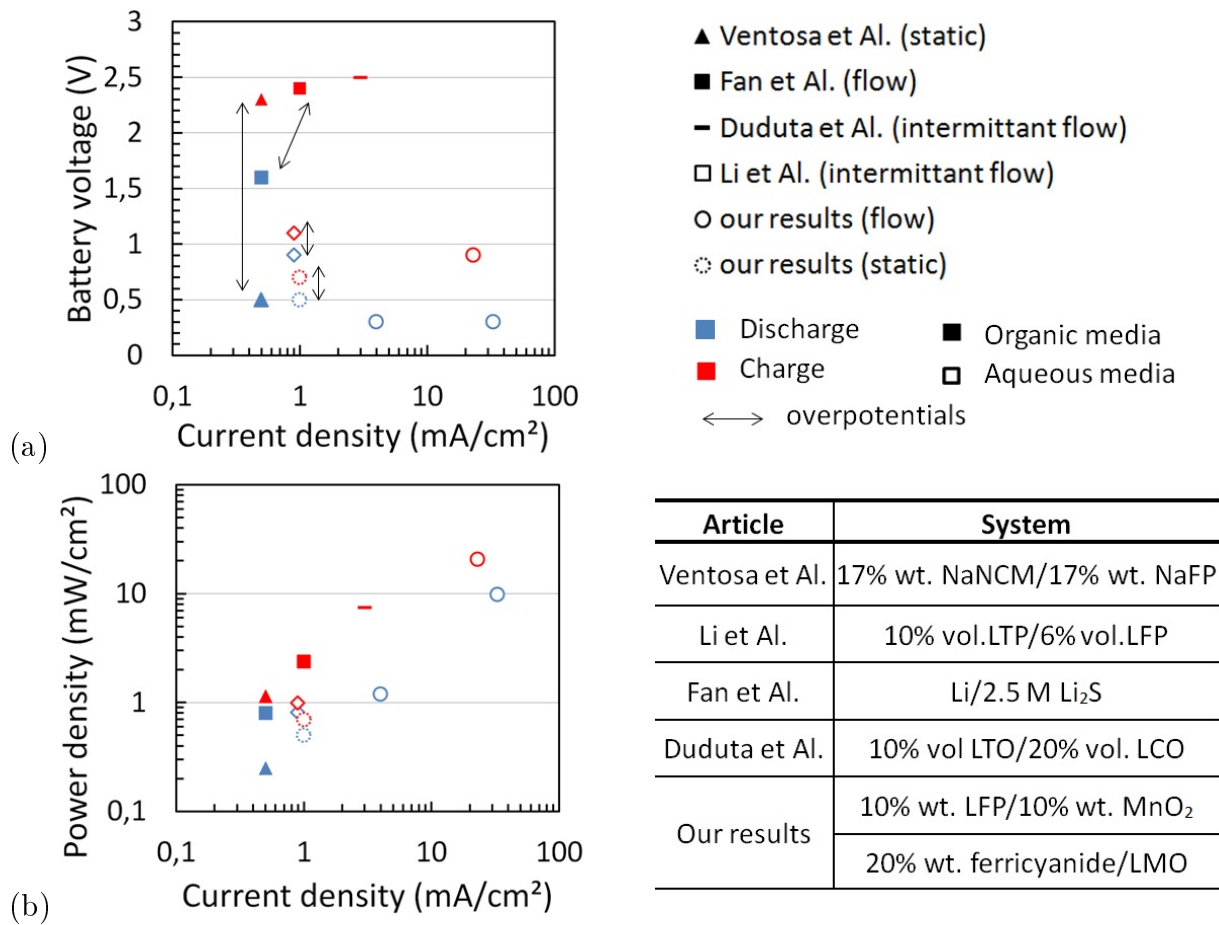 3
2,5
2
1,5
1
0,5
0
Battery voltage (V)
0,1 1 10 100
Current density (mA/cm²)
(a)
Ventosa et Al. (static)
Fan et Al. (flow)
Duduta et Al. (intermittant flow)
Li et Al. (intermittant flow)
our results (flow)
our results (static)
Discharge
Organic media
Charge
Aqueous media
overpotentials
100
10
1
0,1
Power density (mW/cm²)
0,1 1 10 100
Current density (mA/cm²)
(b)
Article System
Ventosa et Al. 17% wt. NaNCM/17% wt. NaFP
Li et Al. 10% vol.LTP/6% vol.LFP
Fan et Al. Li/2.5 M Li₂S
Duduta et Al. 10% vol LTO/20% vol. LCO
Our results 10% wt. LFP/10% wt. MnO₂
20% wt. ferricyanide/LMO